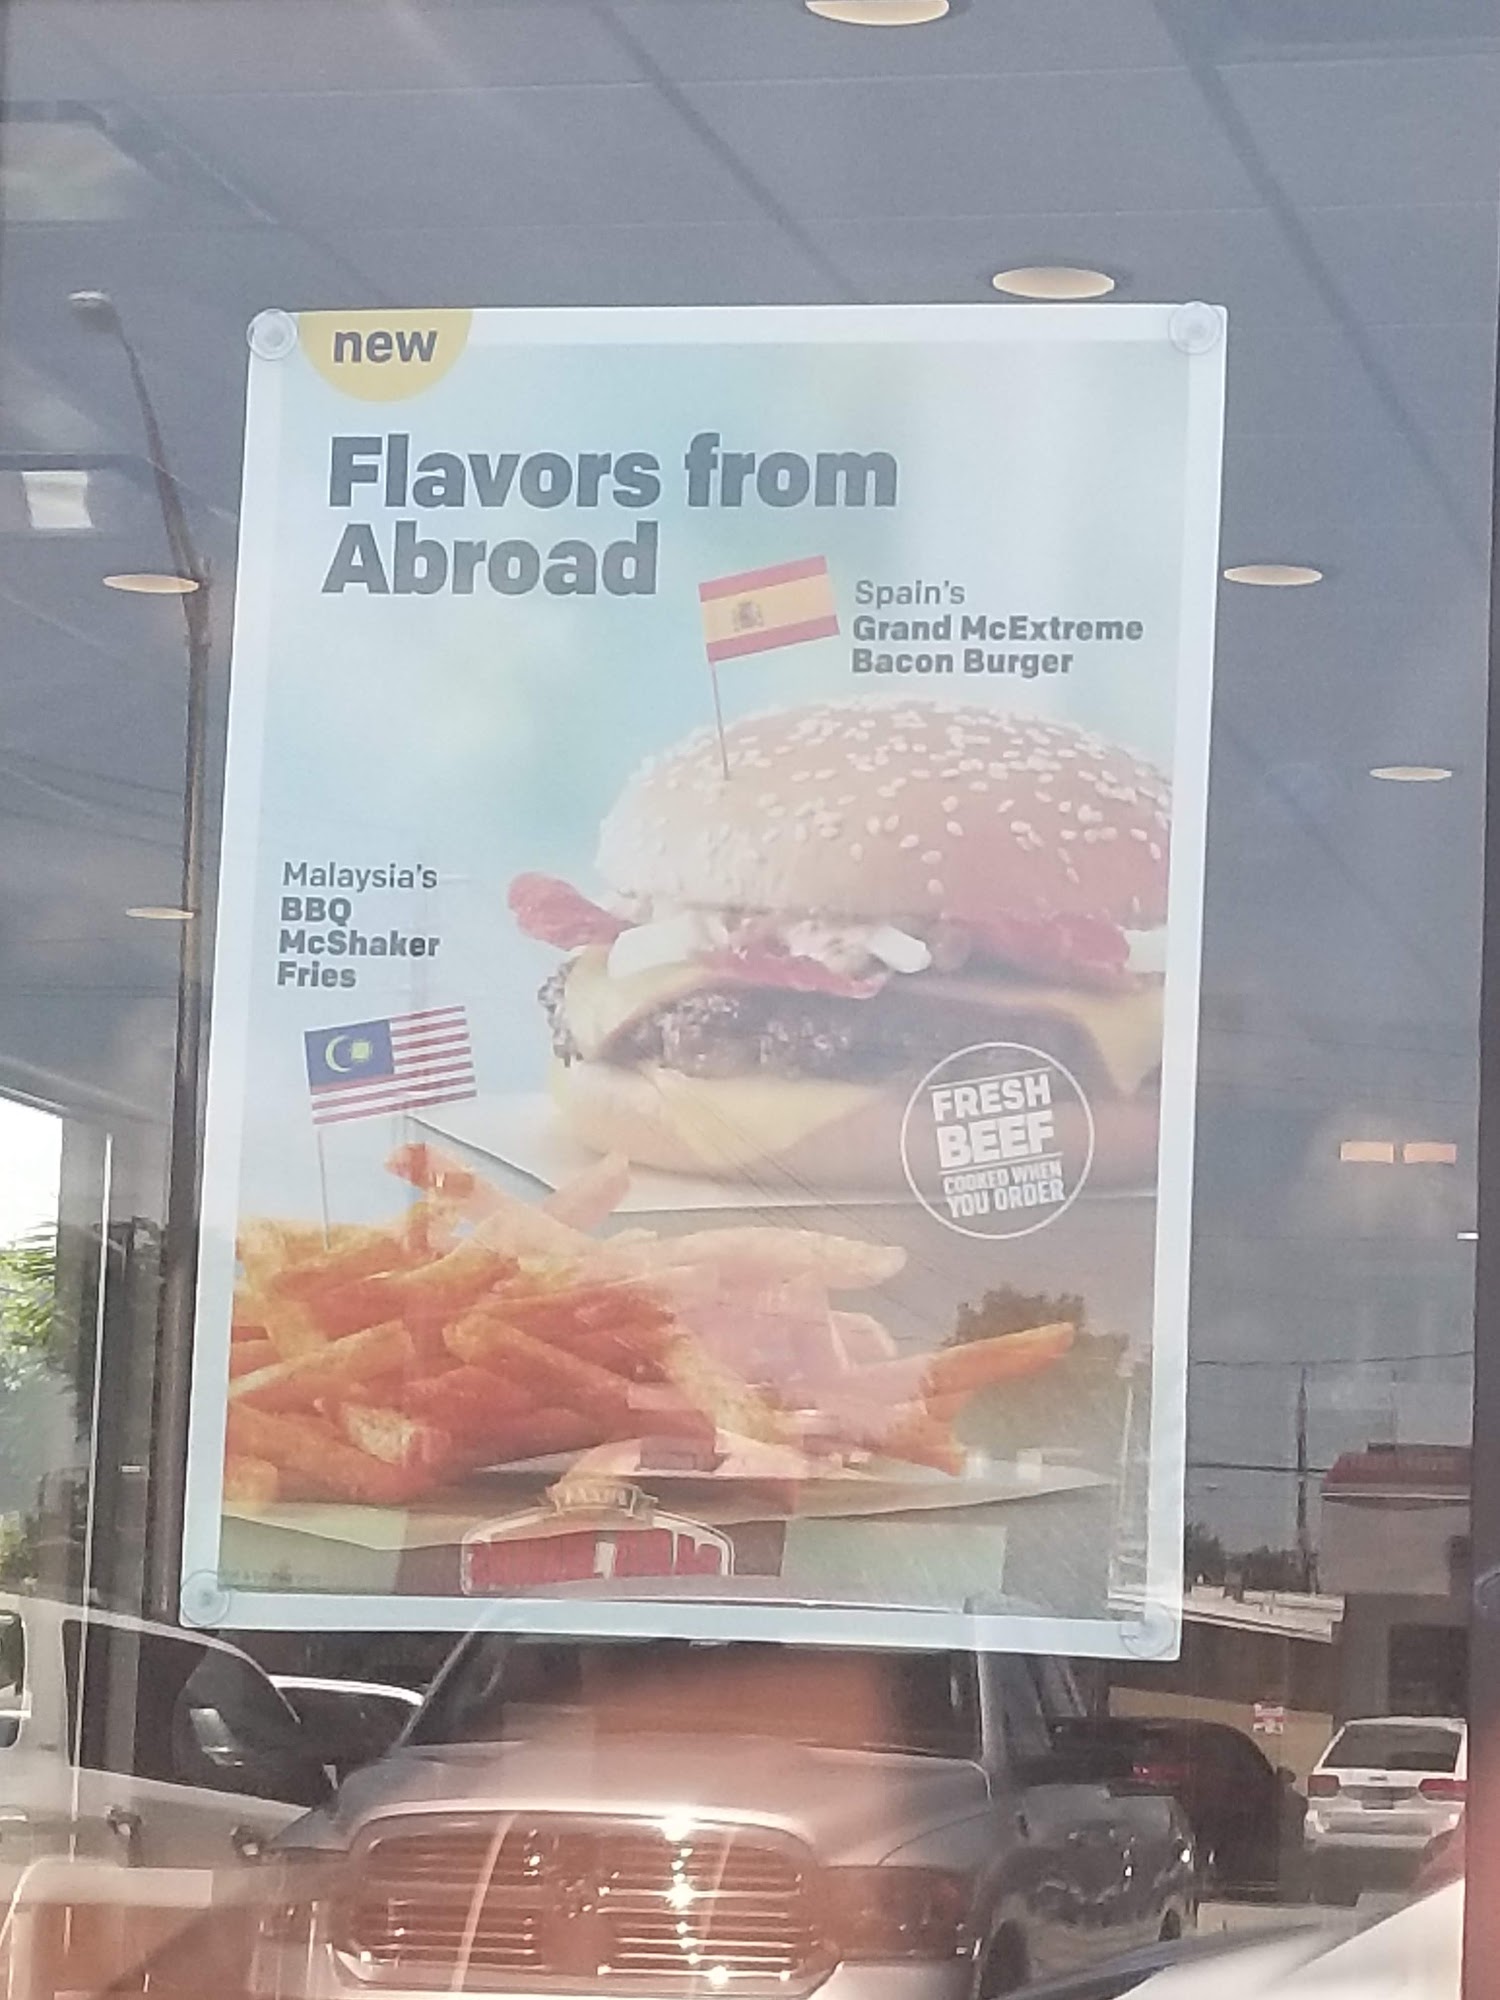 new
Flavors from
Abroad
Spain's
Grand McExtreme
Bacon Burger
Malaysia's
BBQ
McShaker
Fries
FRESH
BEEF
COOKED WHEN
YOU ORDER